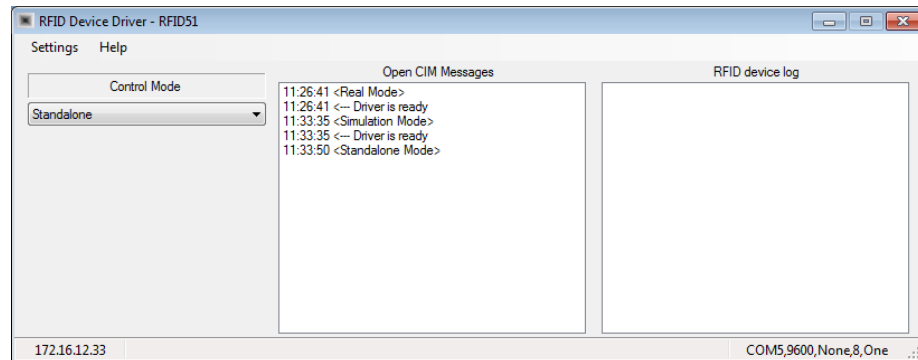 RFID Device Driver - RFID51
Settings Help
Control Mode
Standalone
Open CIM Messages
11:26:41 <Real Mode>
11:26:41 <--- Driver is ready
11:33:35 <Simulation Mode>
11:33:35 <--- Driver is ready
11:33:50 <Standalone Mode>
RFID device log
172.16.12.33
COM5,9600,None,8,One